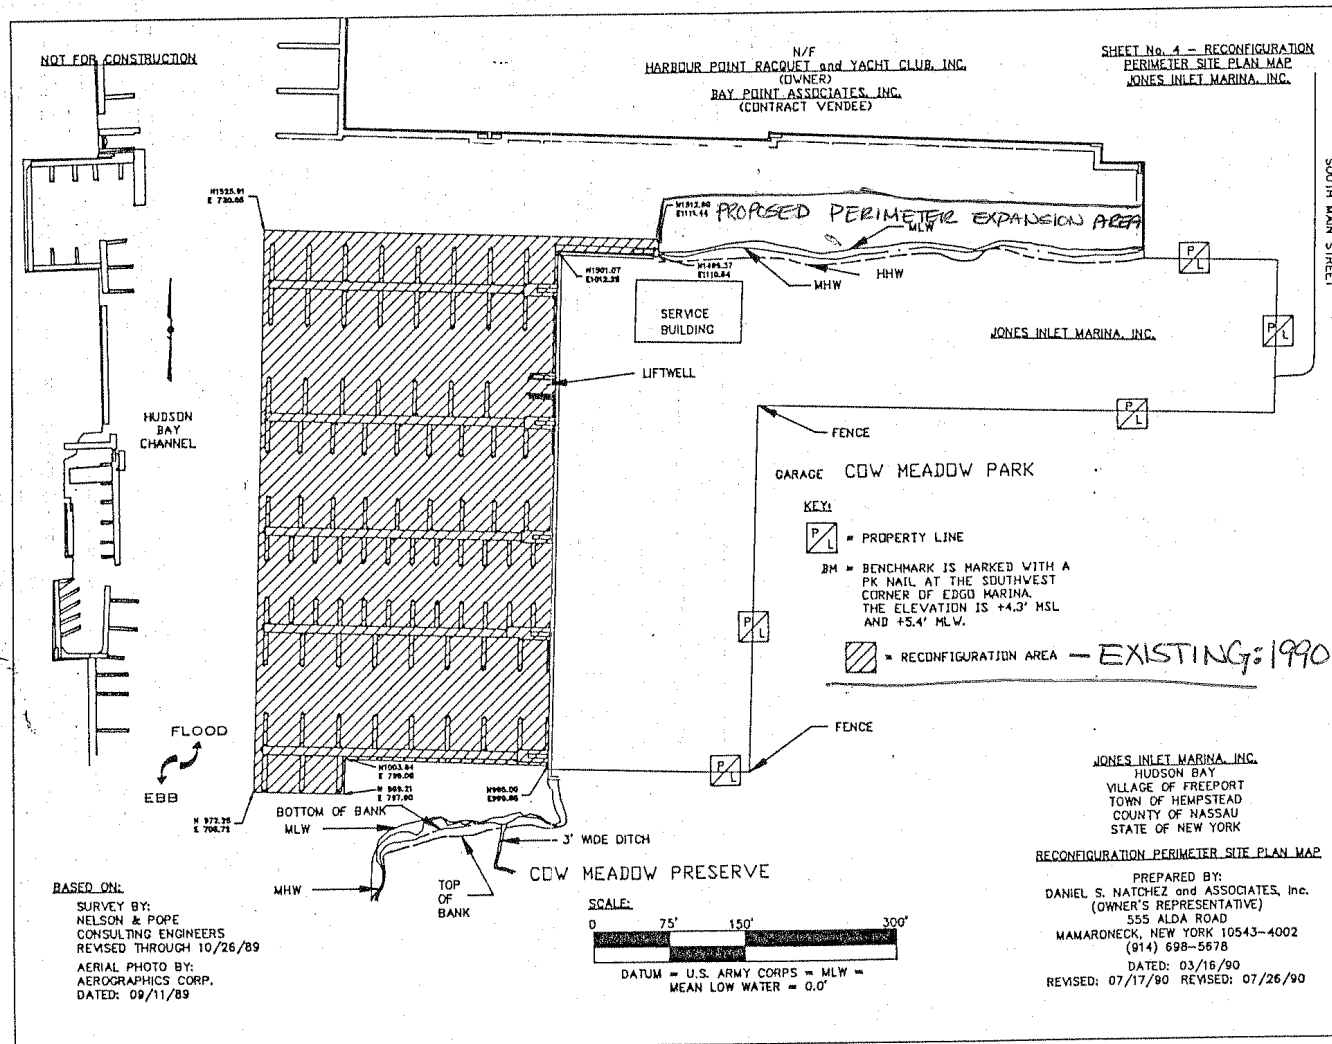 NOT FOR CONSTRUCTION
N/F
HARBOUR POINT RACQUET and YACHT CLUB, INC.
(OWNER)
BAY POINT ASSOCIATES, INC.
(CONTRACT VENDEE)
SHEET No. 4 - RECONFIGURATION
PERIMETER SITE PLAN MAP
JONES INLET MARINA, INC.
SOUTH MAIN STREET
PROPOSED PERIMETER EXPANSION AREA
MLW
HHW
MHW
N1501.07
SERVICE
BUILDING
JONES INLET MARINA, INC.
P/L
P/L
LIFTWELL
HUDSON
BAY
CHANNEL
P/L
FENCE
GARAGE COW MEADOW PARK
KEY:
P/L = PROPERTY LINE
BM = BENCHMARK IS MARKED WITH A
PK NAIL AT THE SOUTHWEST
CORNER OF EDGO MARINA.
THE ELEVATION IS +4.3' MSL
AND +5.4' MLW.
P/L
= RECONFIGURATION AREA — EXISTING: 1990
FENCE
FLOOD
EBB
P/L
N1003.84
BOTTOM OF BANK
MLW
3' WIDE DITCH
COW MEADOW PRESERVE
MHW
TOP
OF
BANK
JONES INLET MARINA, INC.
HUDSON BAY
VILLAGE OF FREEPORT
TOWN OF HEMPSTEAD
COUNTY OF NASSAU
STATE OF NEW YORK
RECONFIGURATION PERIMETER SITE PLAN MAP
PREPARED BY:
DANIEL S. NATCHEZ and ASSOCIATES, Inc.
(OWNER'S REPRESENTATIVE)
555 ALDA ROAD
MAMARONECK, NEW YORK 10543-4002
(914) 698-5678
DATED: 03/16/90
REVISED: 07/17/90 REVISED: 07/26/90
BASED ON:
SURVEY BY:
NELSON & POPE
CONSULTING ENGINEERS
REVISED THROUGH 10/26/89
AERIAL PHOTO BY:
AEROGRAPHICS CORP.
DATED: 09/11/89
SCALE:
0 75' 150' 300'
DATUM = U.S. ARMY CORPS = MLW =
MEAN LOW WATER = 0.0'